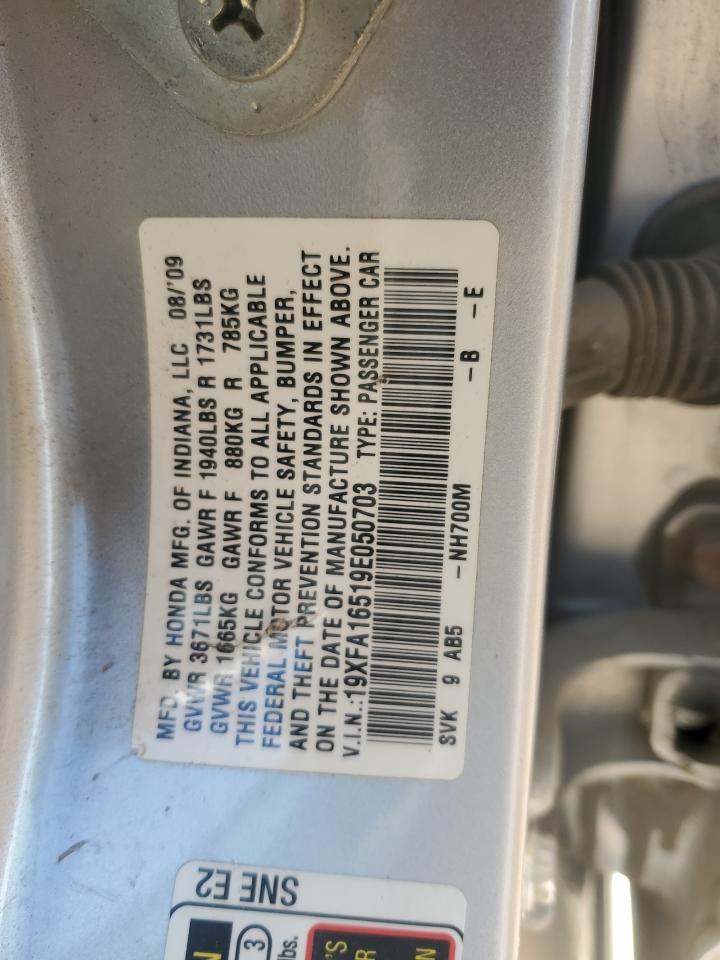 MFD. BY HONDA MFG. OF INDIANA, LLC 08/'09
GVWR 3671LBS GAWR F 1940LBS R 1731LBS
GVWR 1665KG GAWR F 880KG R 785KG
THIS VEHICLE CONFORMS TO ALL APPLICABLE
FEDERAL MOTOR VEHICLE SAFETY, BUMPER,
AND THEFT PREVENTION STANDARDS IN EFFECT
ON THE DATE OF MANUFACTURE SHOWN ABOVE.
V.I.N.:19XFA16519E050703 TYPE: PASSENGER CAR
SVK 9 AB5 -NH700M -B -E
SNE E2
N
3
lbs.
'S
R
N